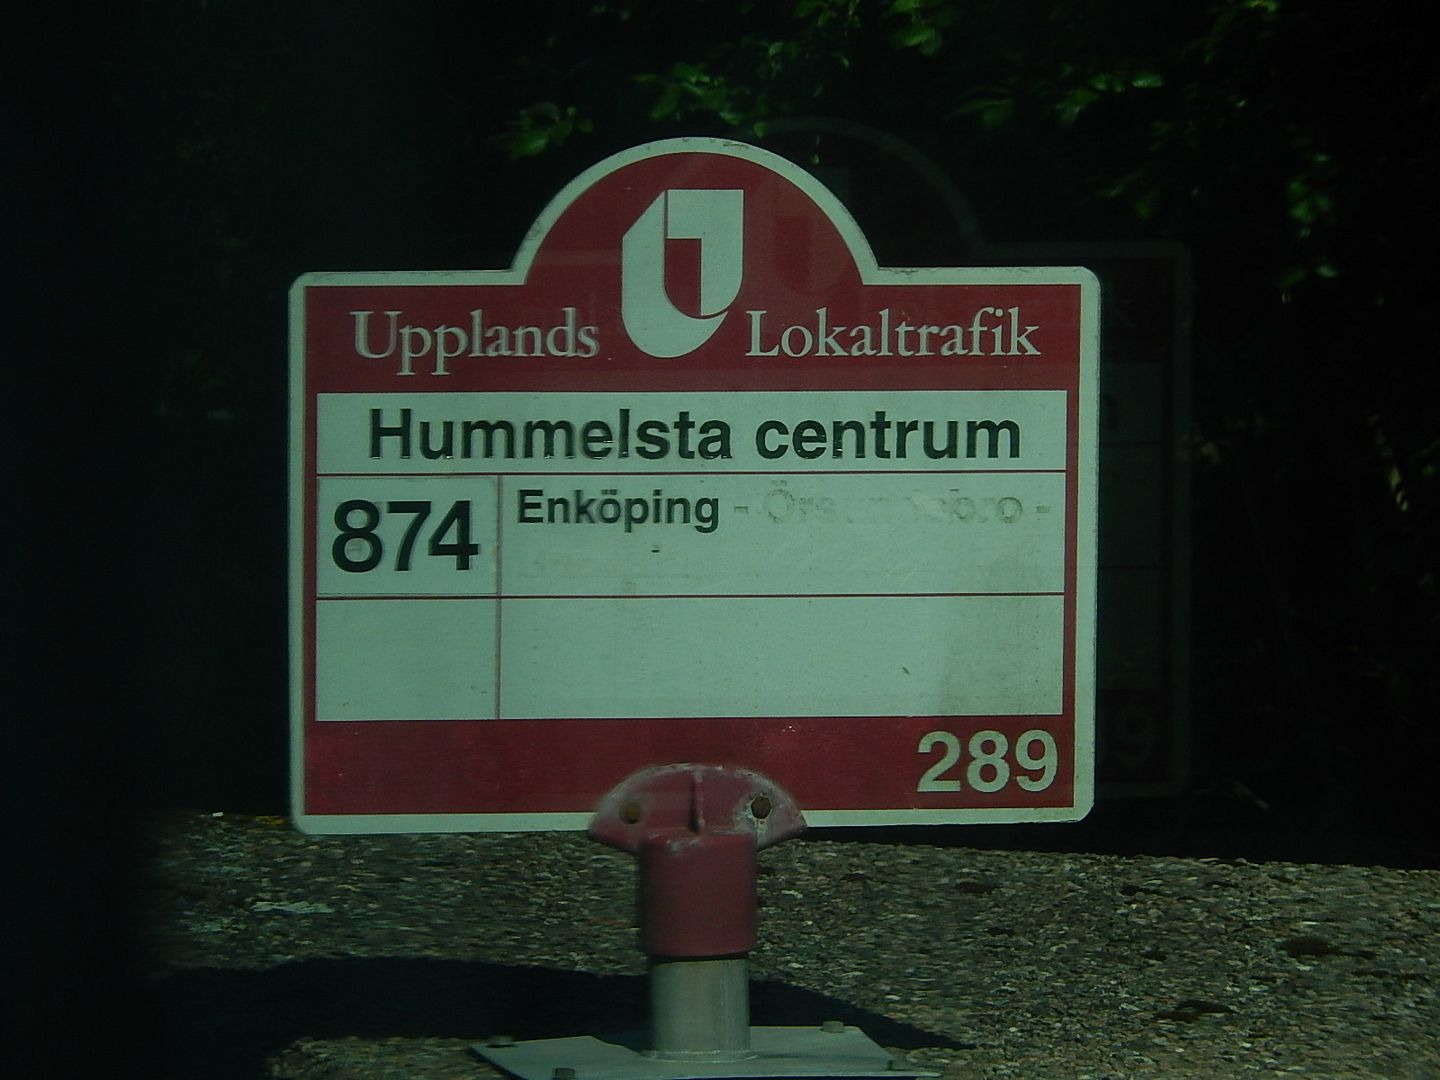 Upplands Lokaltrafik
Hummelsta centrum
874 Enköping - -
289